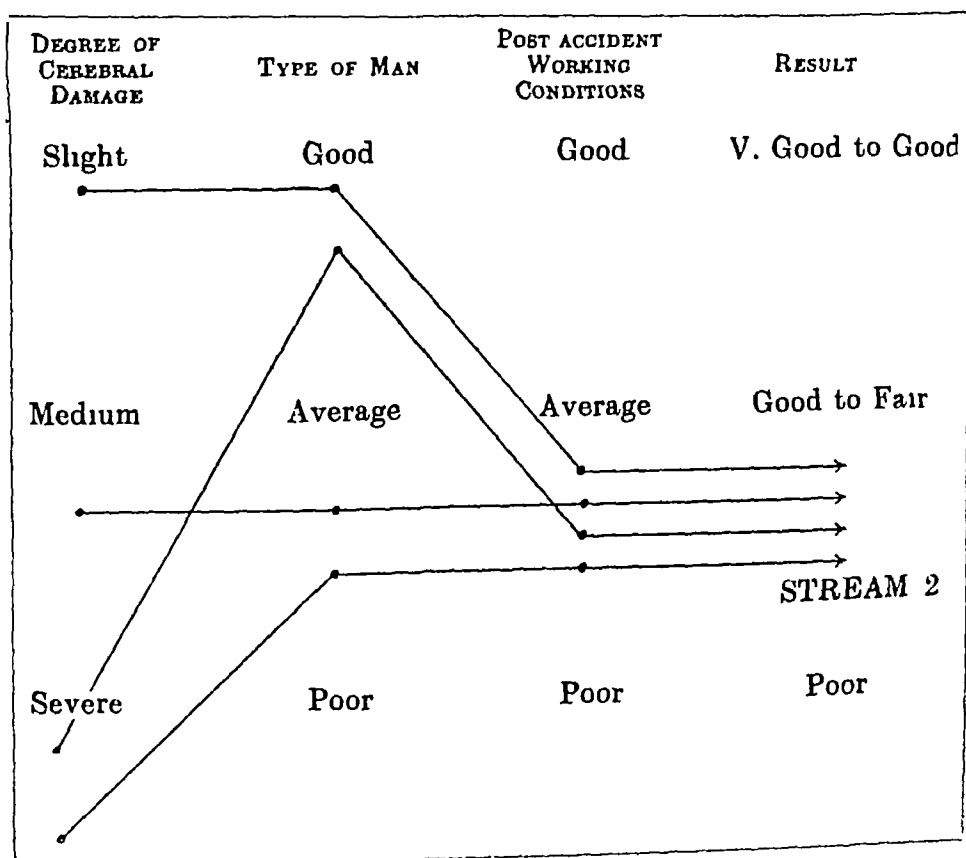 DEGREE OF CEREBRAL DAMAGE
TYPE OF MAN
POST ACCIDENT WORKING CONDITIONS
RESULT
Slight Good Good V. Good to Good
Medium Average Average Good to Fair
STREAM 2
Severe Poor Poor Poor